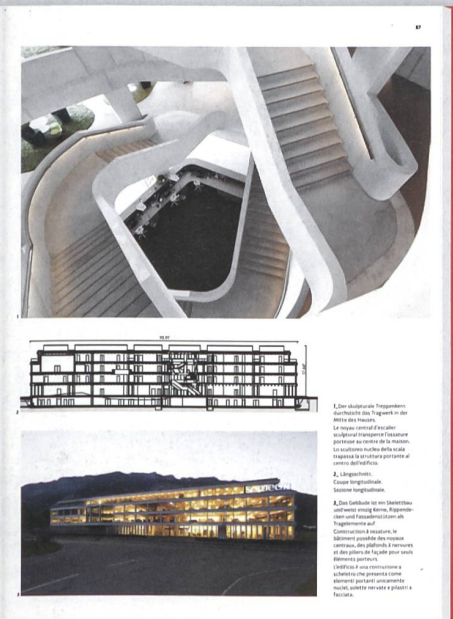 87
1
2
3
1_Der skulpturale Treppenkern
durchsticht das Tragwerk in der
Mitte des Hauses.
Le noyau central d'escalier
sculptural transperce l'ossature
porteuse au centre de la maison.
Lo scultoreo nucleo della scala
trapassa la struttura portante al
centro dell'edificio.
2_ Längsschnitt.
Coupe longitudinale.
Sezione longitudinale.
3_Das Gebäude ist ein Skelettbau
und weist einzig Kerne, Rippende-
cken und Fassadenstützen als
Tragelemente auf.
Construction à ossature, le
bâtiment possède des noyaux
centraux, des plafonds à nervures
et des piliers de façade pour seuls
éléments porteurs.
L'edificio è una costruzione a
scheletro che presenta come
elementi portanti unicamente
nuclei, solette nervate e pilastri a
facciata.